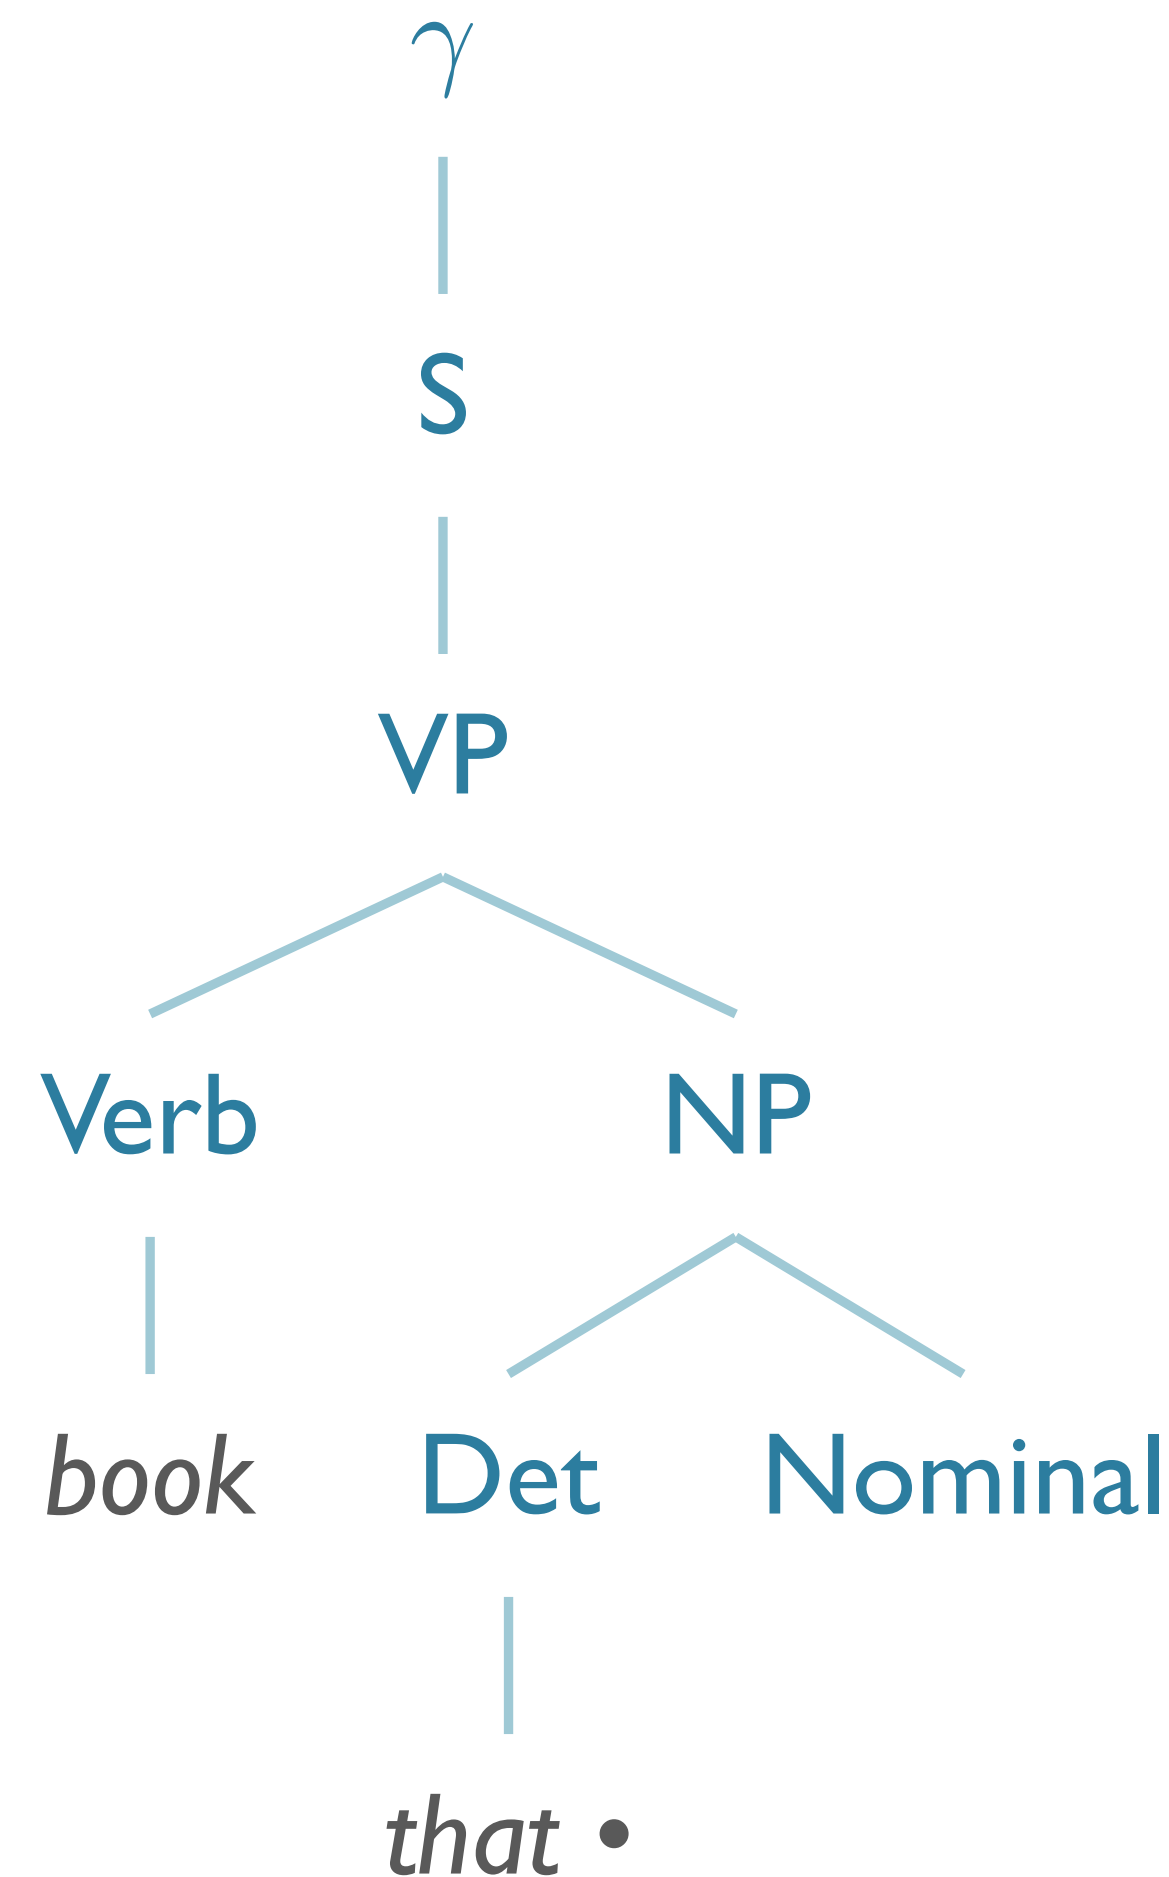 γ
S
VP
Verb NP
book Det Nominal
that •